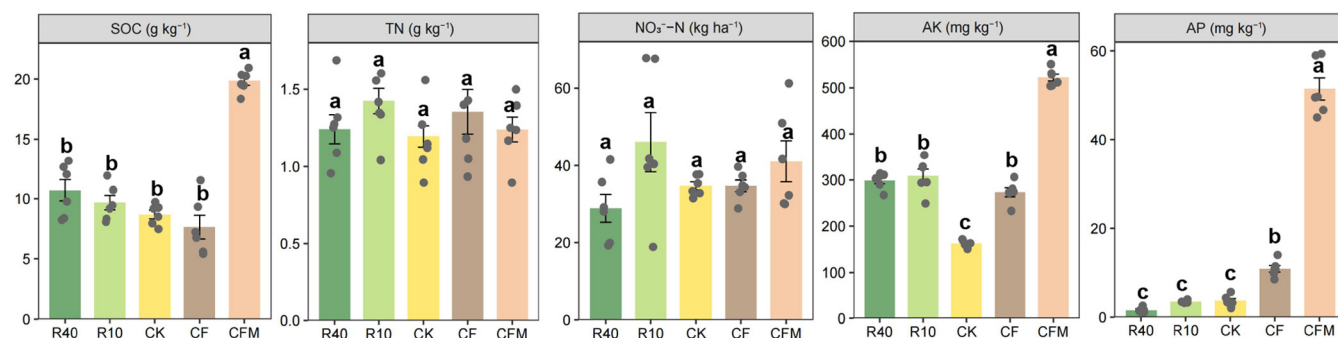 SOC (g kg⁻¹)
TN (g kg⁻¹)
NO₃⁻−N (kg ha⁻¹)
AK (mg kg⁻¹)
AP (mg kg⁻¹)
20
15
10
5
0
b
b
b
b
a
R40 R10 CK CF CFM
1.5
1.0
0.5
0.0
a
a
a
a
a
R40 R10 CK CF CFM
60
40
20
0
a
a
a
a
a
R40 R10 CK CF CFM
600
500
400
300
200
100
0
b
b
c
b
a
R40 R10 CK CF CFM
60
40
20
0
c
c
c
b
a
R40 R10 CK CF CFM